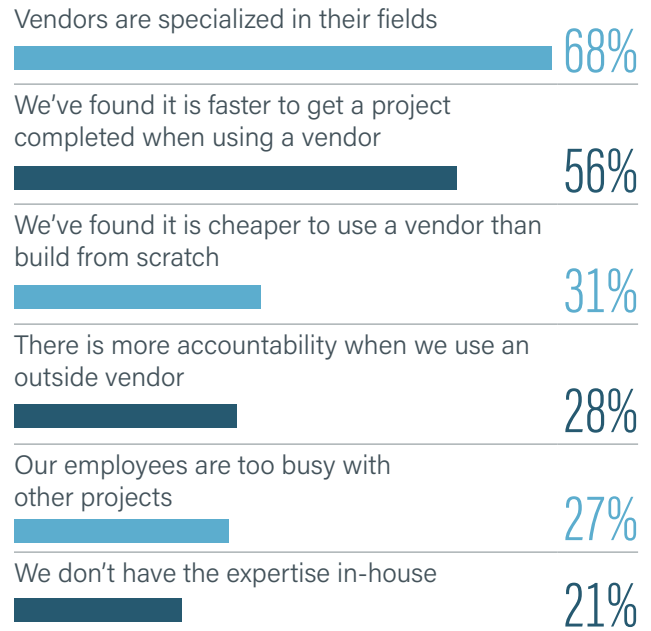 Vendors are specialized in their fields
68%
We’ve found it is faster to get a project
completed when using a vendor
56%
We’ve found it is cheaper to use a vendor than
build from scratch
31%
There is more accountability when we use an
outside vendor
28%
Our employees are too busy with
other projects
27%
We don’t have the expertise in-house
21%